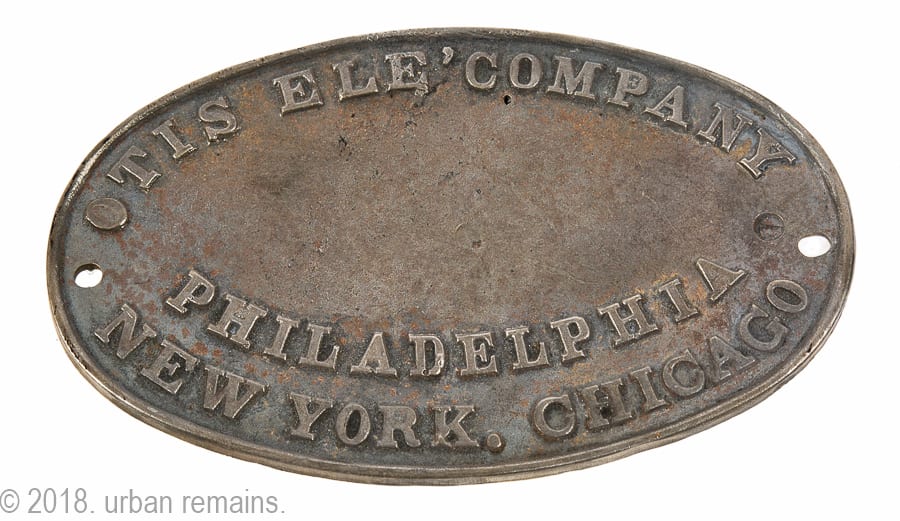 OTIS ELE' COMPANY
PHILADELPHIA
NEW YORK. CHICAGO
© 2018. urban remains.